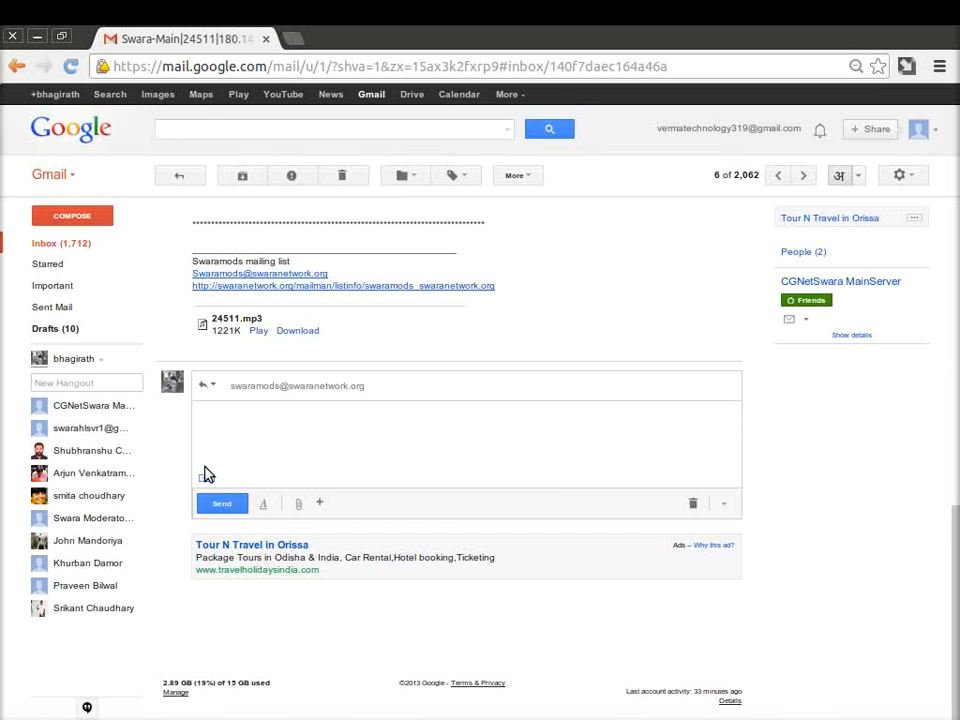 Swara-Main|24511|180.14
https://mail.google.com/mail/u/1/?shva=1&zx=15ax3k2fxrp9#inbox/140f7daec164a46a
+bhagirath Search Images Maps Play YouTube News Gmail Drive Calendar More
Google
vermatechnology319@gmail.com
+ Share
Gmail
More
6 of 2,062
अ
COMPOSE
Inbox (1,712)
Starred
Important
Sent Mail
Drafts (10)
bhagirath
New Hangout
CGNetSwara Ma...
swarahlsvr1@g...
Shubhranshu C...
Arjun Venkatram...
smita choudhary
Swara Moderato...
John Mandoriya
Khurban Damor
Praveen Bilwal
Srikant Chaudhary
Swaramods mailing list
Swaramods@swaranetwork.org
http://swaranetwork.org/mailman/listinfo/swaramods_swaranetwork.org
24511.mp3
1221K Play Download
swaramods@swaranetwork.org
Send
Tour N Travel in Orissa
Ads – Why this ad?
Package Tours in Odisha & India, Car Rental,Hotel booking,Ticketing
www.travelholidaysindia.com
Tour N Travel in Orissa
People (2)
CGNetSwara MainServer
Friends
Show details
2.89 GB (19%) of 15 GB used
Manage
©2013 Google - Terms & Privacy
Last account activity: 33 minutes ago
Details